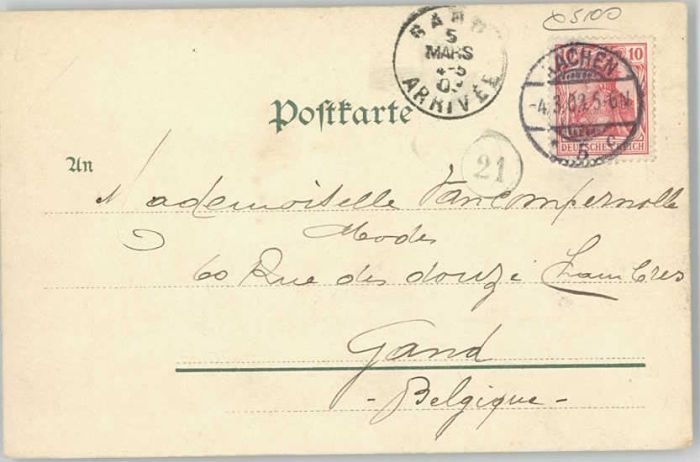 05100
GAND
5
MARS
4-5
ARRIVÉE
10
DEUTSCHES REICH
AACHEN
-4.3.03.5-6N.
5 c
Postkarte
21
An
Mademoiselle Vancompernolle
Modes
60 Rue des douze Chambres
Gand
- Belgique -